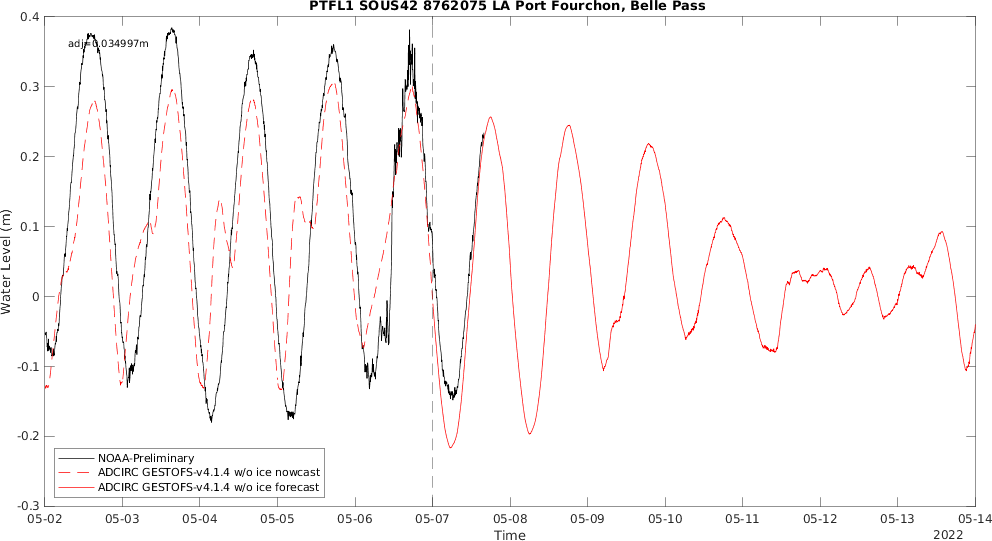 PTFL1 SOUS42 8762075 LA Port Fourchon, Belle Pass
adj=0.034997m
Water Level (m)
0.4
0.3
0.2
0.1
0
-0.1
-0.2
-0.3
NOAA-Preliminary
ADCIRC GESTOFS-v4.1.4 w/o ice nowcast
ADCIRC GESTOFS-v4.1.4 w/o ice forecast
05-02 05-03 05-04 05-05 05-06 05-07 05-08 05-09 05-10 05-11 05-12 05-13 05-14
Time
2022